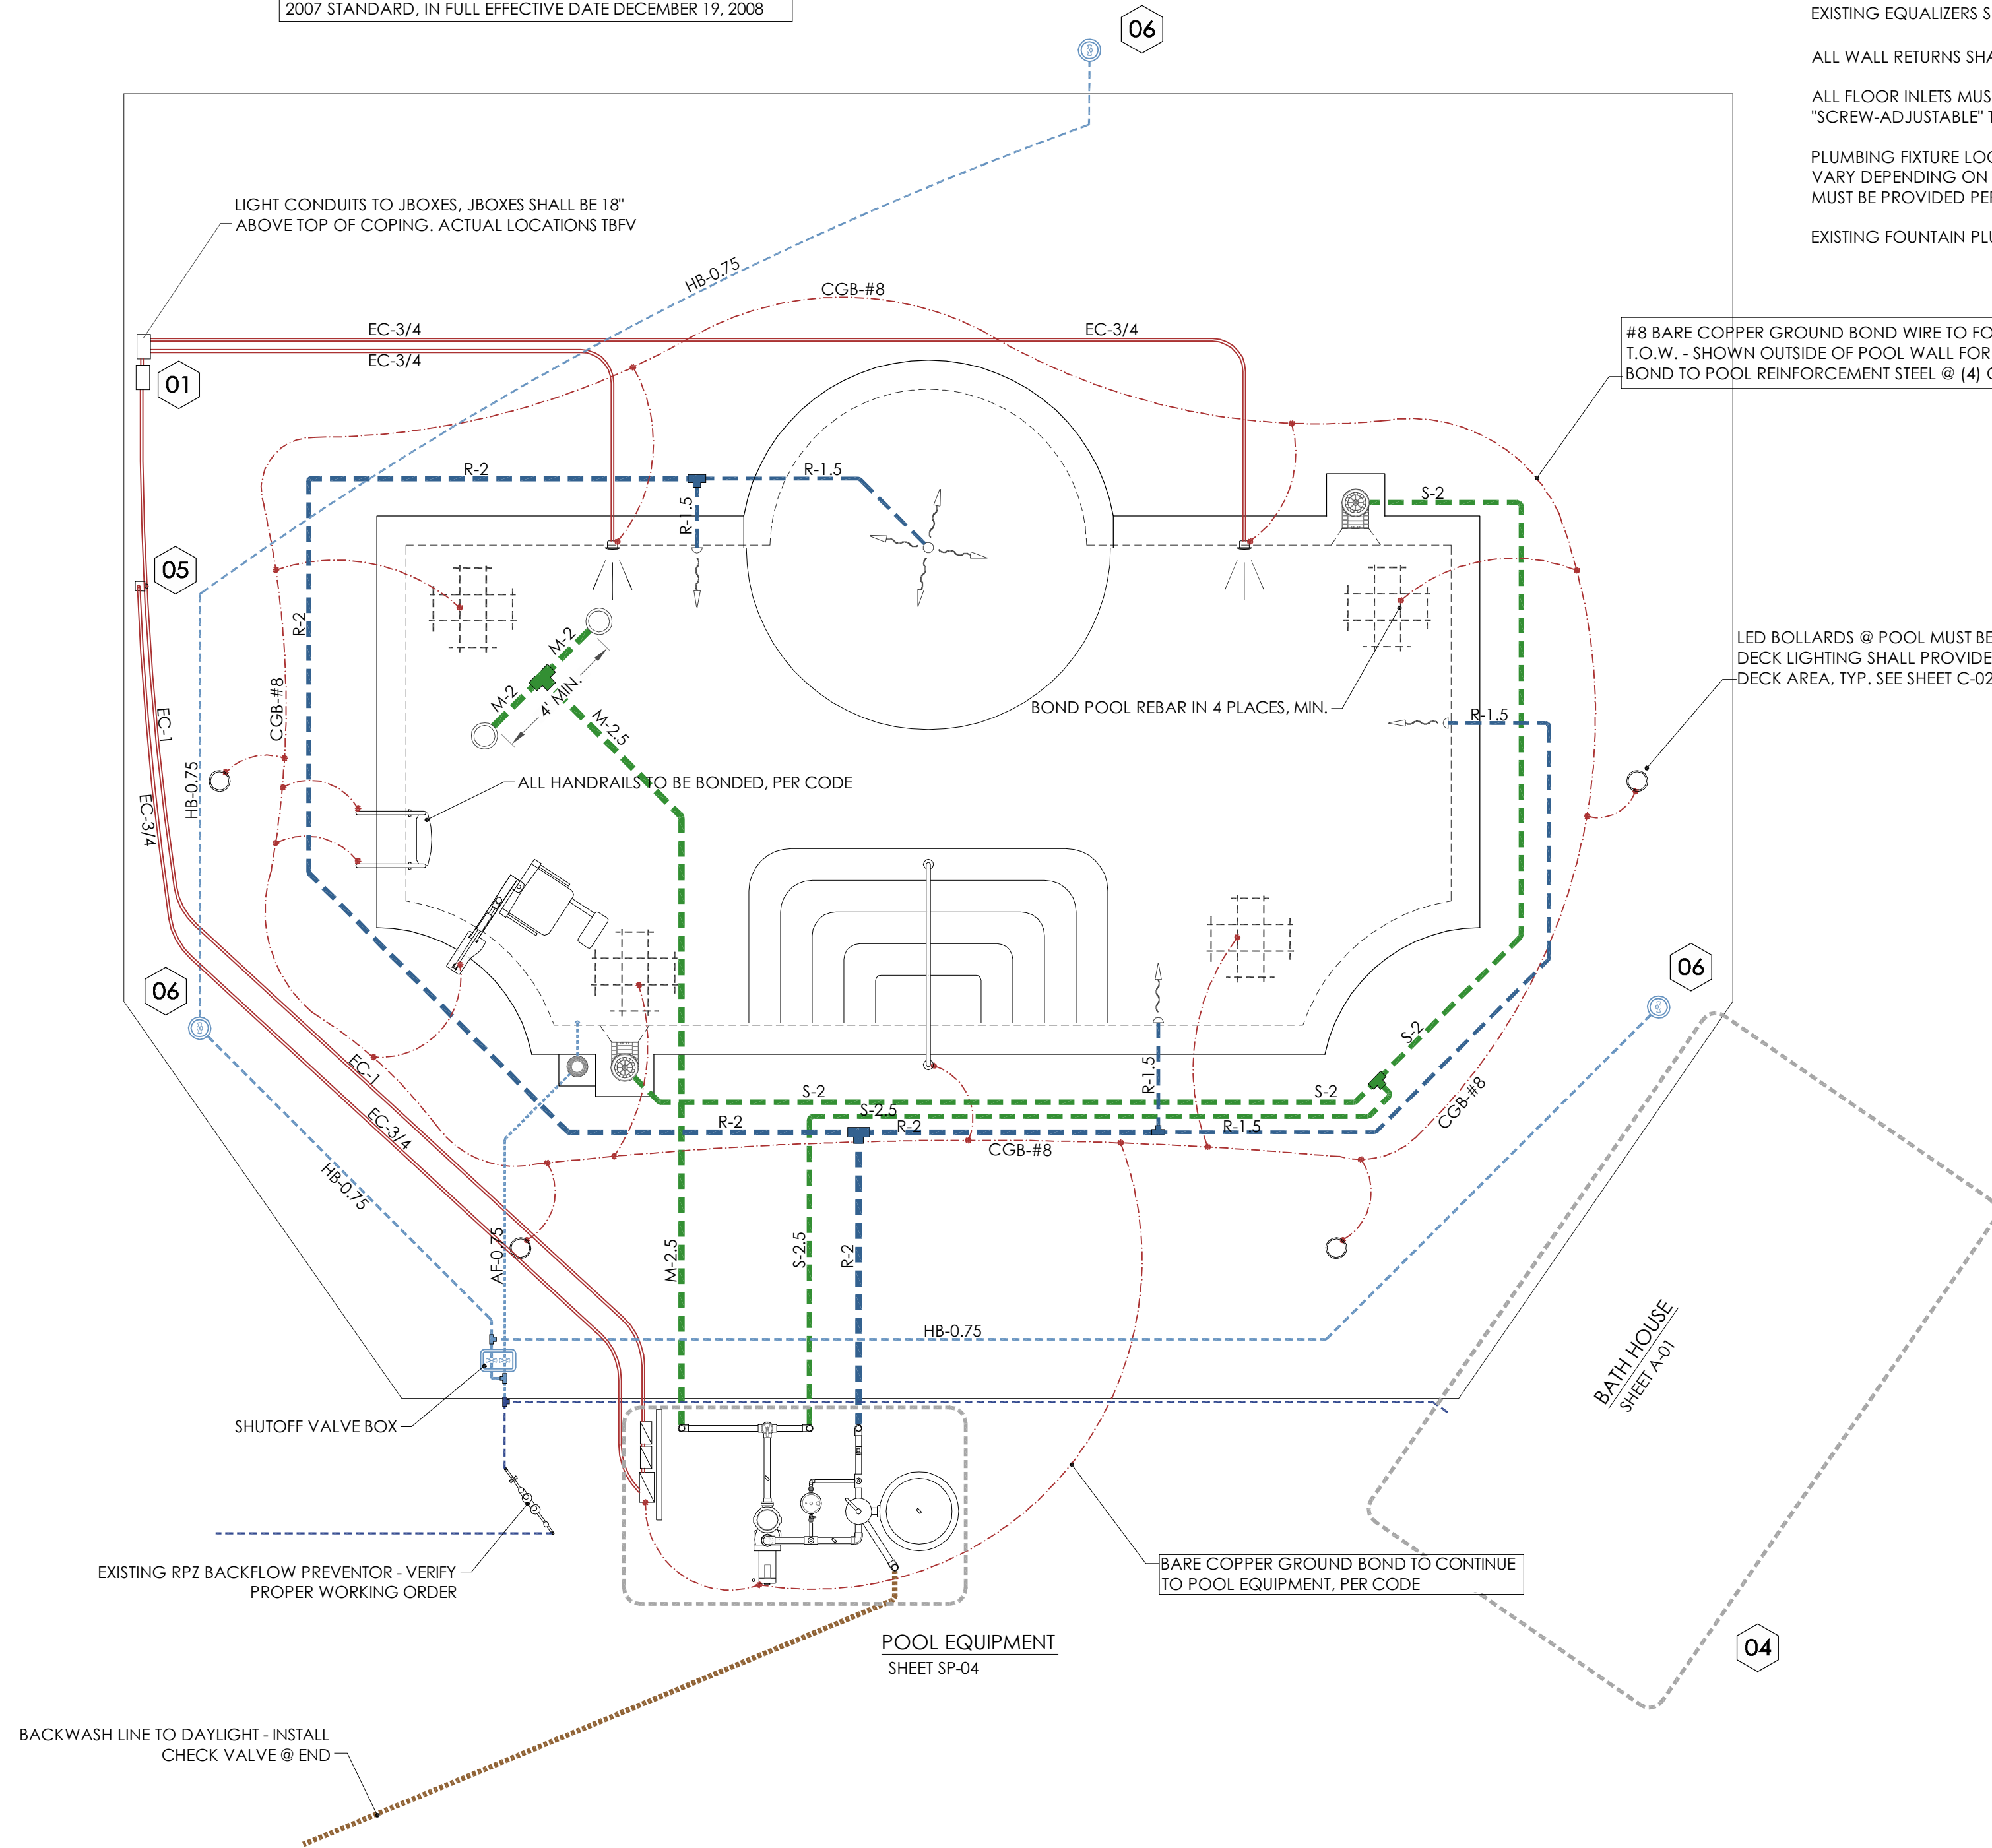 2007 STANDARD, IN FULL EFFECTIVE DATE DECEMBER 19, 2008
06
EXISTING EQUALIZERS S
ALL WALL RETURNS SHA
ALL FLOOR INLETS MUS
"SCREW-ADJUSTABLE" T
PLUMBING FIXTURE LOC
VARY DEPENDING ON
MUST BE PROVIDED PER
EXISTING FOUNTAIN PLU
LIGHT CONDUITS TO JBOXES, JBOXES SHALL BE 18"
ABOVE TOP OF COPING. ACTUAL LOCATIONS TBFV
HB-0.75
CGB-#8
EC-3/4
EC-3/4
EC-3/4
#8 BARE COPPER GROUND BOND WIRE TO FO
T.O.W. - SHOWN OUTSIDE OF POOL WALL FOR
BOND TO POOL REINFORCEMENT STEEL @ (4)
01
R-2
R-1.5
R-1.5
S-2
05
R-2
M-2
M-2
4' MIN.
M-2.5
LED BOLLARDS @ POOL MUST BE
DECK LIGHTING SHALL PROVIDE
DECK AREA, TYP. SEE SHEET C-02
BOND POOL REBAR IN 4 PLACES, MIN.
R-1.5
EC-1
CGB-#8
HB-0.75
EC-3/4
ALL HANDRAILS TO BE BONDED, PER CODE
06
06
EC-1
EC-3/4
HB-0.75
S-2
S-2
S-2
S-2.5
R-2
R-2
R-1.5
R-1.5
CGB-#8
CGB-#8
AF-0.75
M-2.5
S-2.5
R-2
HB-0.75
BATH HOUSE
SHEET A-01
SHUTOFF VALVE BOX
EXISTING RPZ BACKFLOW PREVENTOR - VERIFY
PROPER WORKING ORDER
BARE COPPER GROUND BOND TO CONTINUE
TO POOL EQUIPMENT, PER CODE
POOL EQUIPMENT
SHEET SP-04
04
BACKWASH LINE TO DAYLIGHT - INSTALL
CHECK VALVE @ END